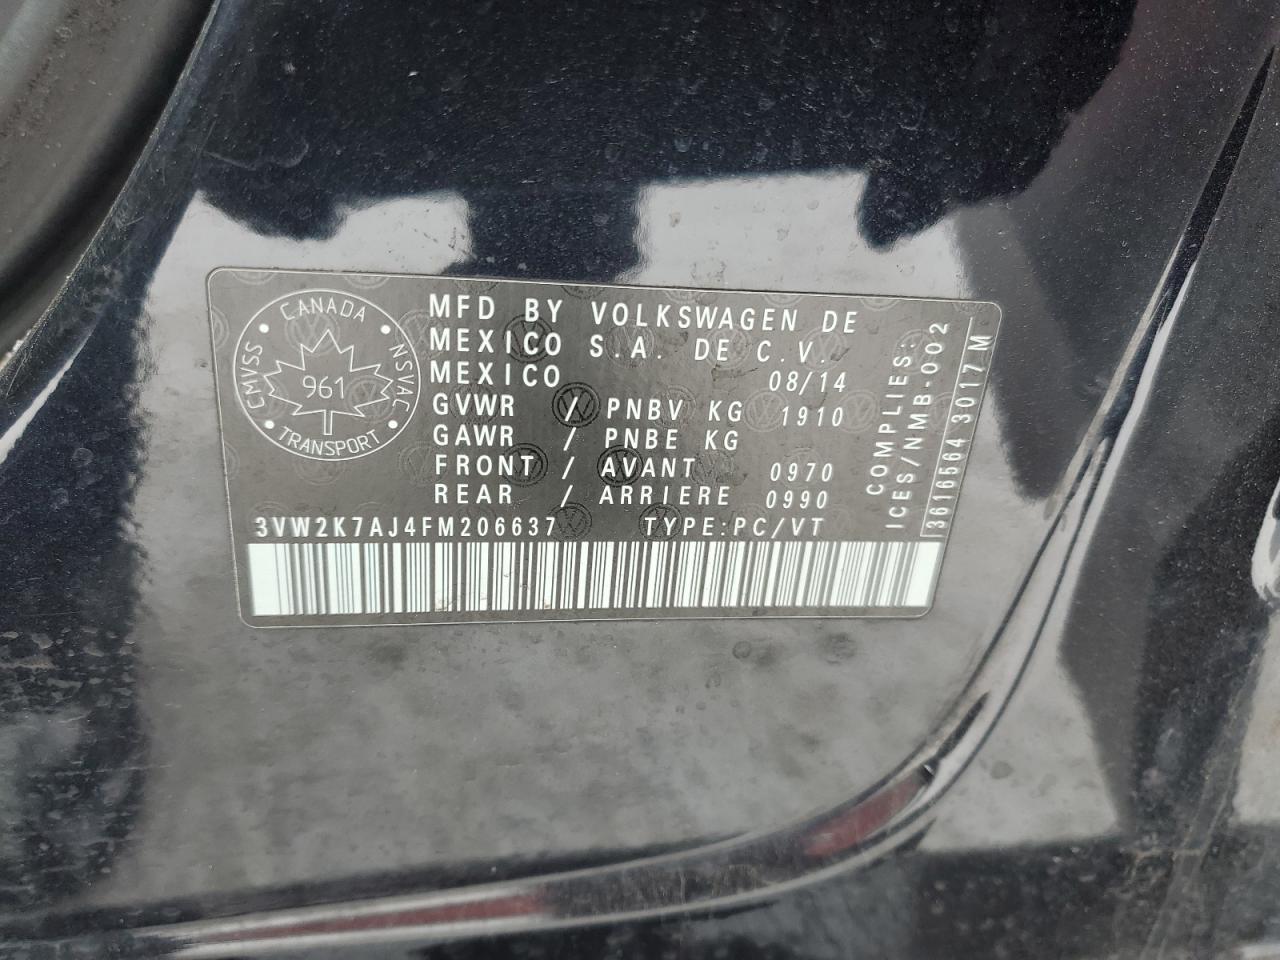 CANADA
CMVSS
NSVAC
961
TRANSPORT
MFD BY VOLKSWAGEN DE
MEXICO S.A. DE C.V.
MEXICO 08/14
GVWR / PNBV KG 1910
GAWR / PNBE KG
FRONT / AVANT 0970
REAR / ARRIERE 0990
3VW2K7AJ4FM206637 TYPE:PC/VT
COMPLIES:
ICES/NMB-002
3616564 3017 M